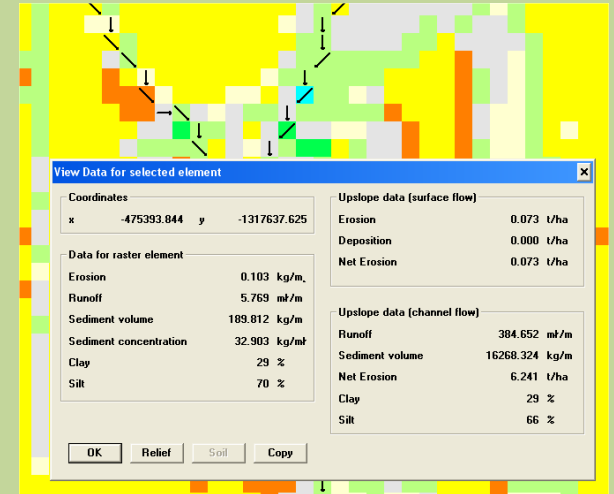 View Data for selected element
Coordinates
x -475393.844 y -1317637.625
Data for raster element
Erosion 0.103 kg/m˛
Runoff 5.769 mł/m
Sediment volume 189.812 kg/m
Sediment concentration 32.903 kg/mł
Clay 29 %
Silt 70 %
Upslope data (surface flow)
Erosion 0.073 t/ha
Deposition 0.000 t/ha
Net Erosion 0.073 t/ha
Upslope data (channel flow)
Runoff 384.652 mł/m
Sediment volume 16268.324 kg/m
Net Erosion 6.241 t/ha
Clay 29 %
Silt 66 %
OK Relief Soil Copy